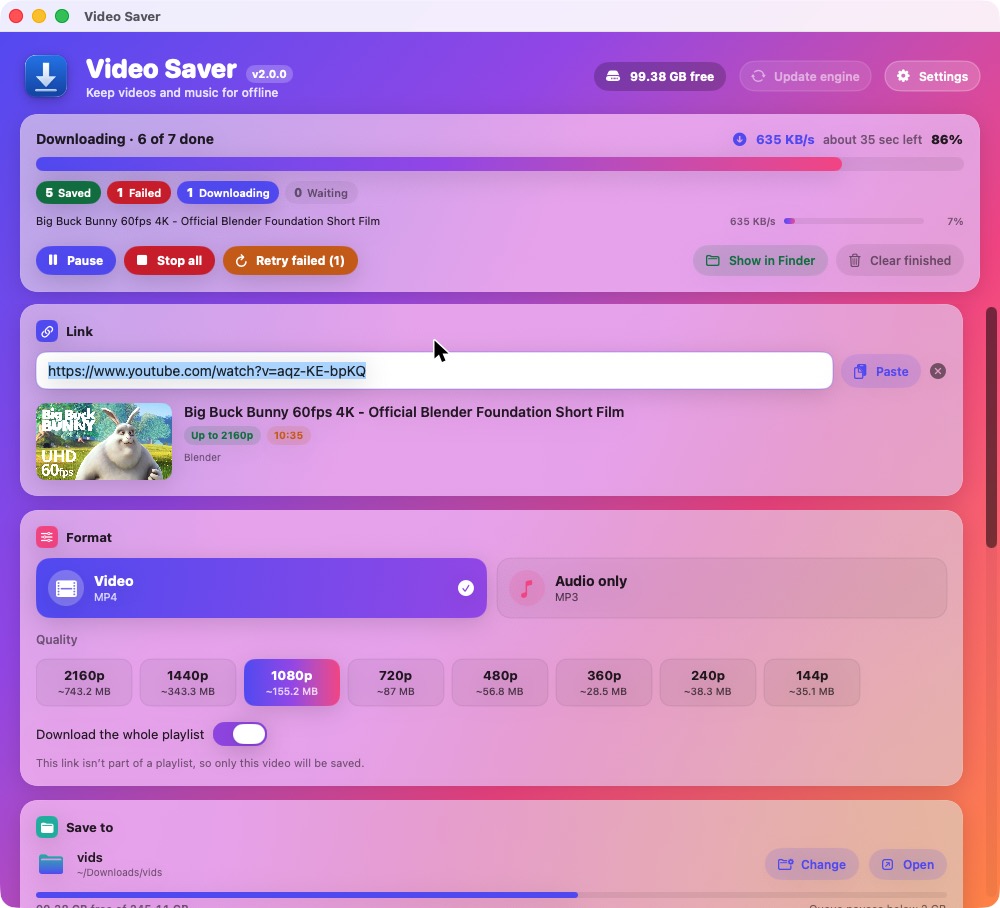 Video Saver
Video Saver v2.0.0
Keep videos and music for offline
99.38 GB free
Update engine
Settings
Downloading · 6 of 7 done
635 KB/s about 35 sec left 86%
5 Saved
1 Failed
1 Downloading
0 Waiting
Big Buck Bunny 60fps 4K - Official Blender Foundation Short Film
635 KB/s
7%
Pause
Stop all
Retry failed (1)
Show in Finder
Clear finished
Link
https://www.youtube.com/watch?v=aqz-KE-bpKQ
Paste
Big Buck
BUNNY
UHD
60fps
Big Buck Bunny 60fps 4K - Official Blender Foundation Short Film
Up to 2160p
10:35
Blender
Format
Video
MP4
Audio only
MP3
Quality
2160p
~743.2 MB
1440p
~343.3 MB
1080p
~155.2 MB
720p
~87 MB
480p
~56.8 MB
360p
~28.5 MB
240p
~38.3 MB
144p
~35.1 MB
Download the whole playlist
This link isn't part of a playlist, so only this video will be saved.
Save to
vids
~/Downloads/vids
Change
Open